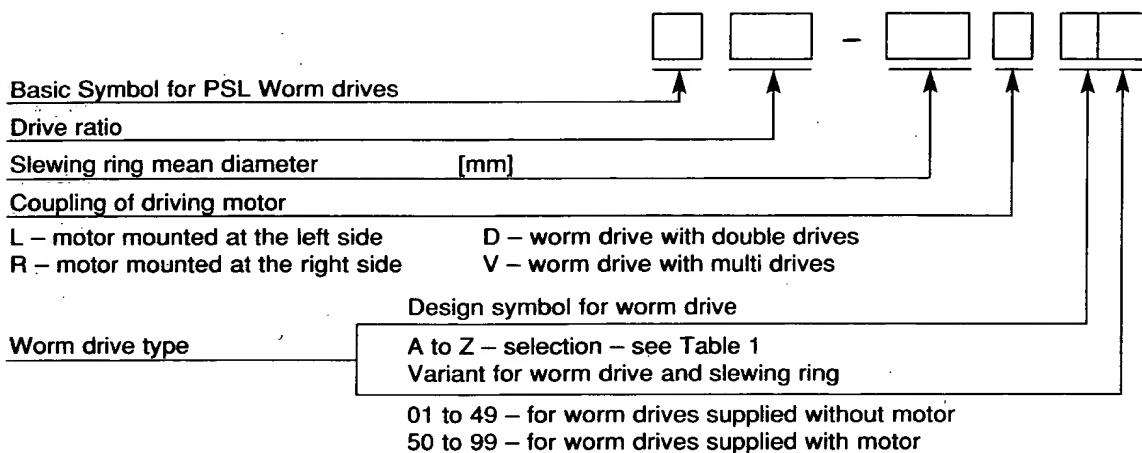 –
Basic Symbol for PSL Worm drives
Drive ratio
Slewing ring mean diameter [mm]
Coupling of driving motor
L – motor mounted at the left side D – worm drive with double drives
R – motor mounted at the right side V – worm drive with multi drives
Design symbol for worm drive
Worm drive type A to Z – selection – see Table 1
Variant for worm drive and slewing ring
01 to 49 – for worm drives supplied without motor
50 to 99 – for worm drives supplied with motor